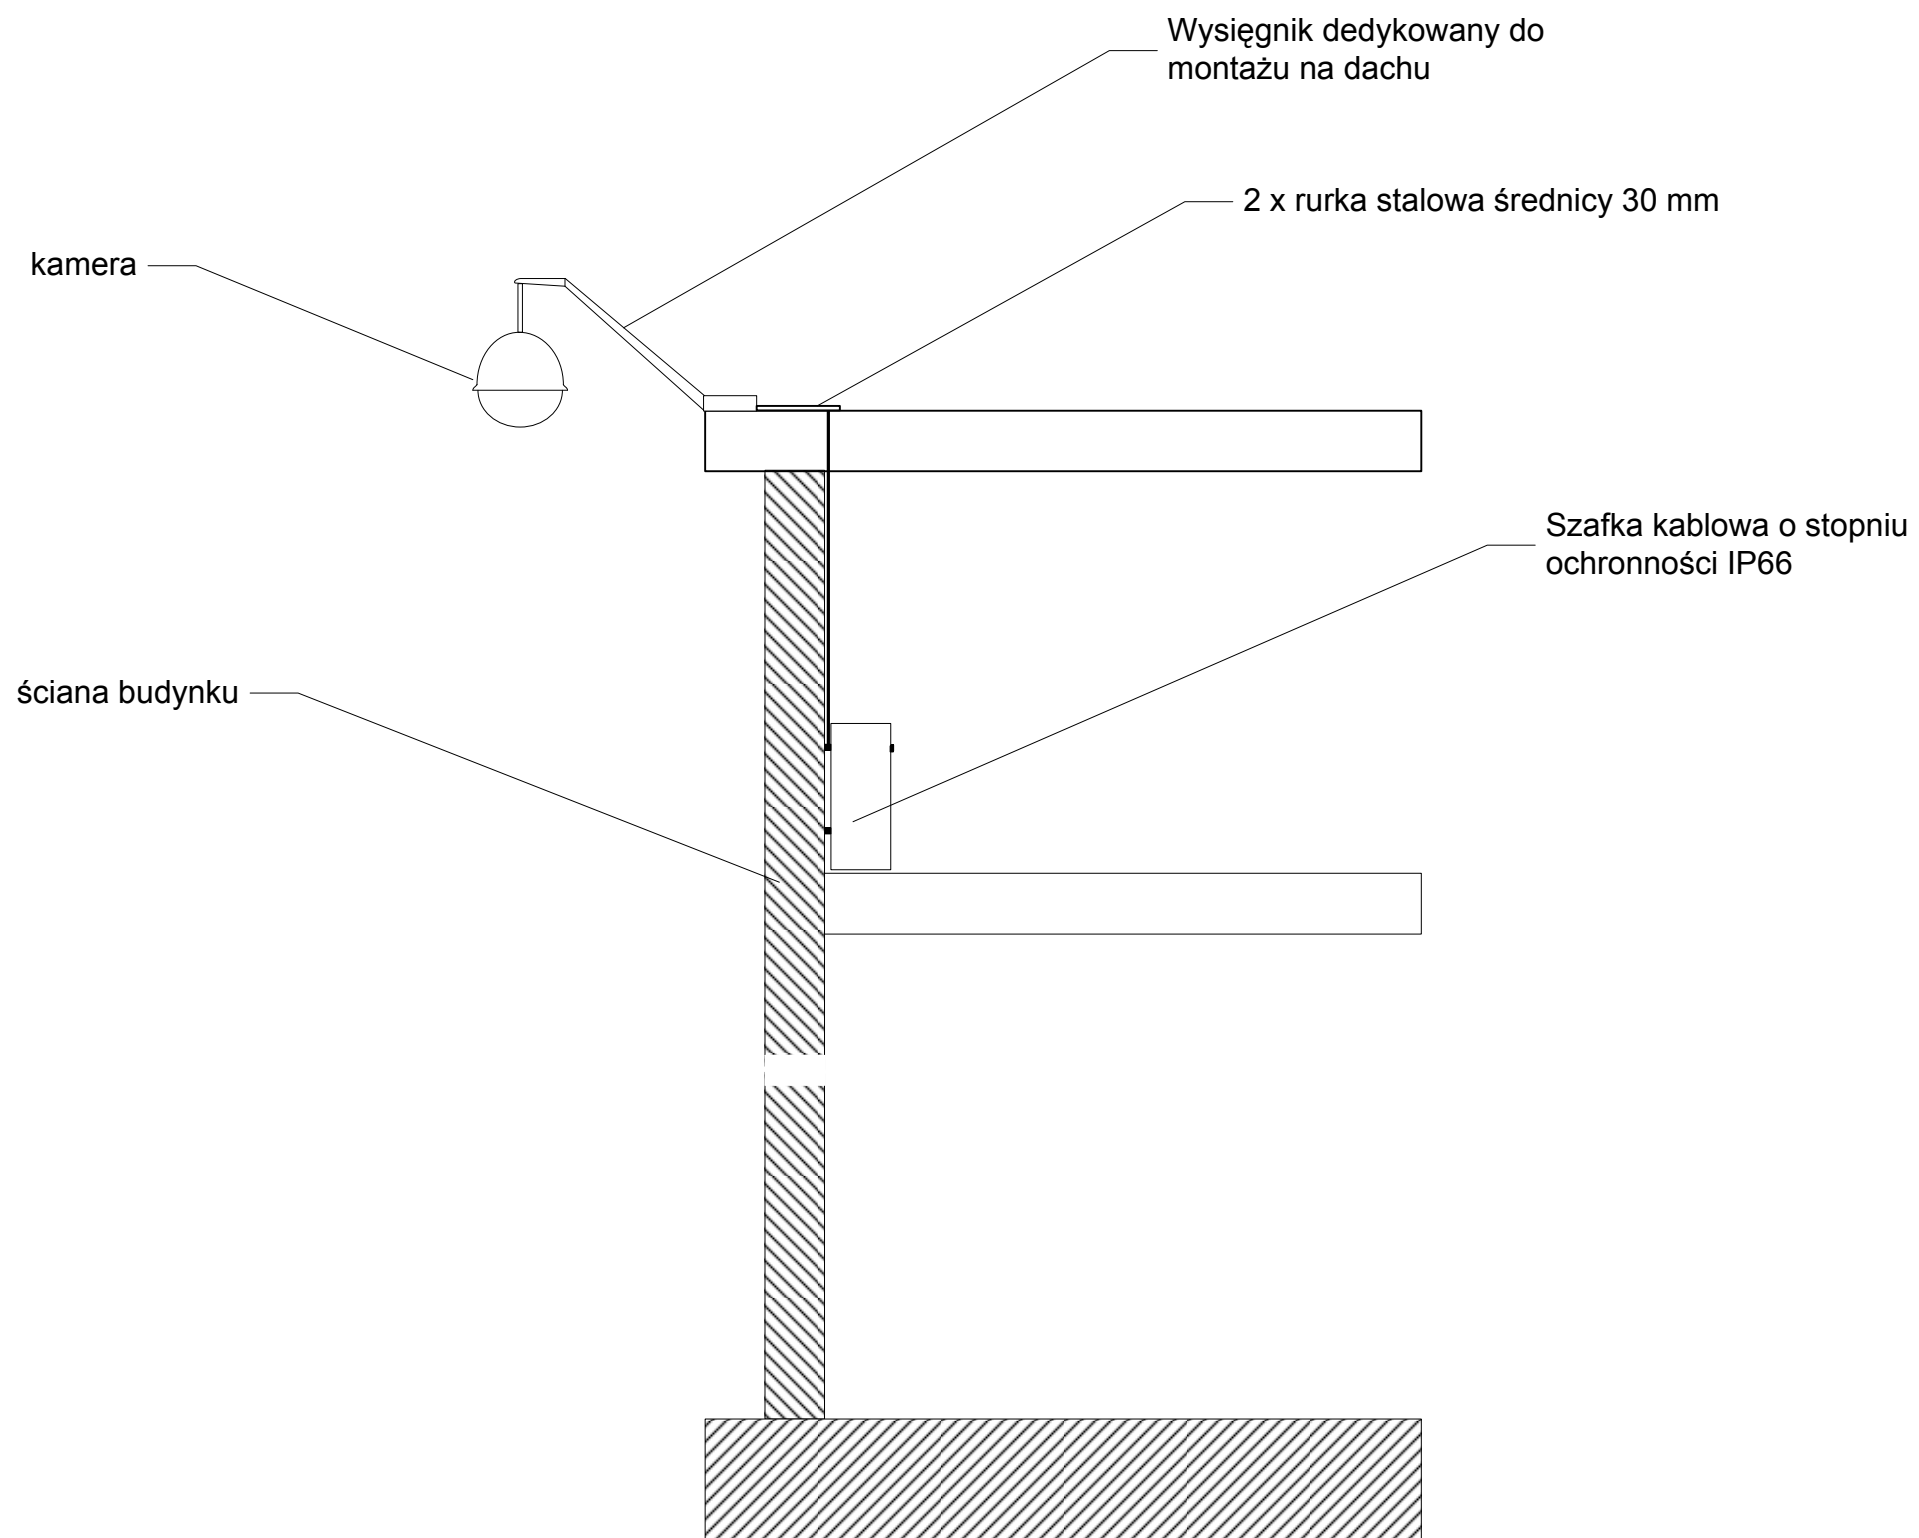 Wysięgnik dedykowany do
montażu na dachu
2 x rurka stalowa średnicy 30 mm
kamera
Szafka kablowa o stopniu
ochronności IP66
ściana budynku